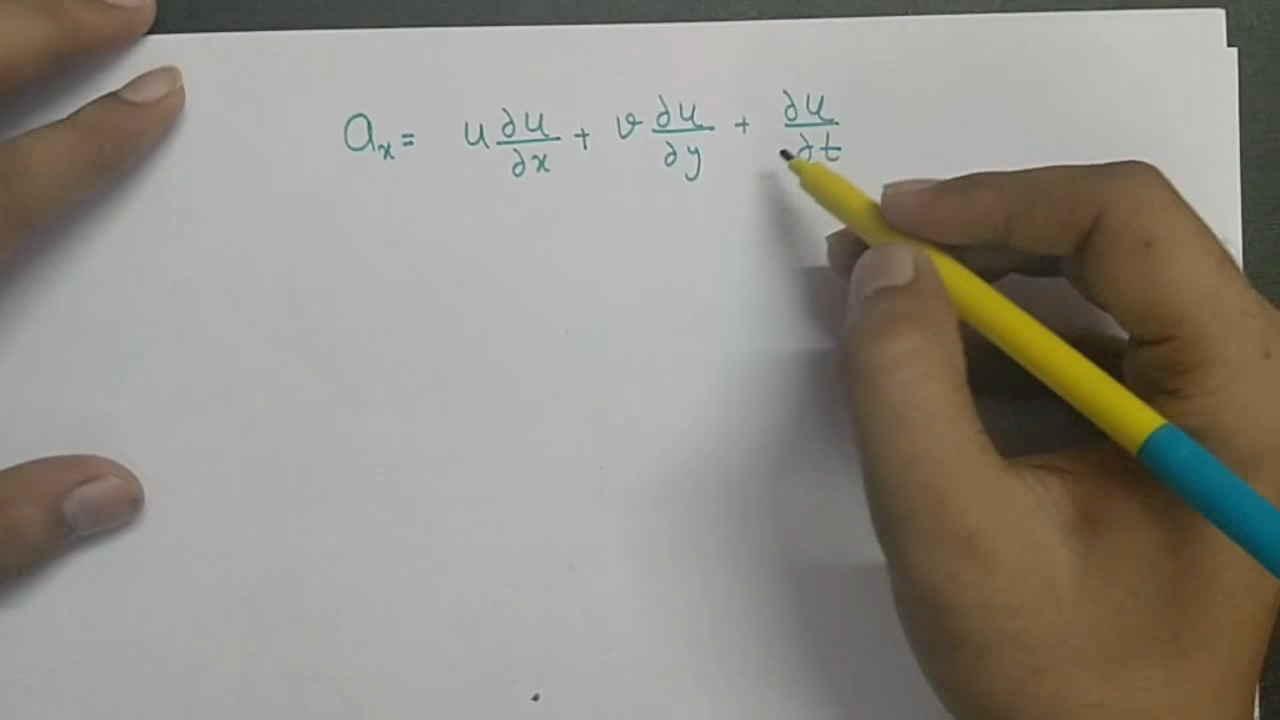 aₓ = u ∂u/∂x + v ∂u/∂y + ∂u/∂t